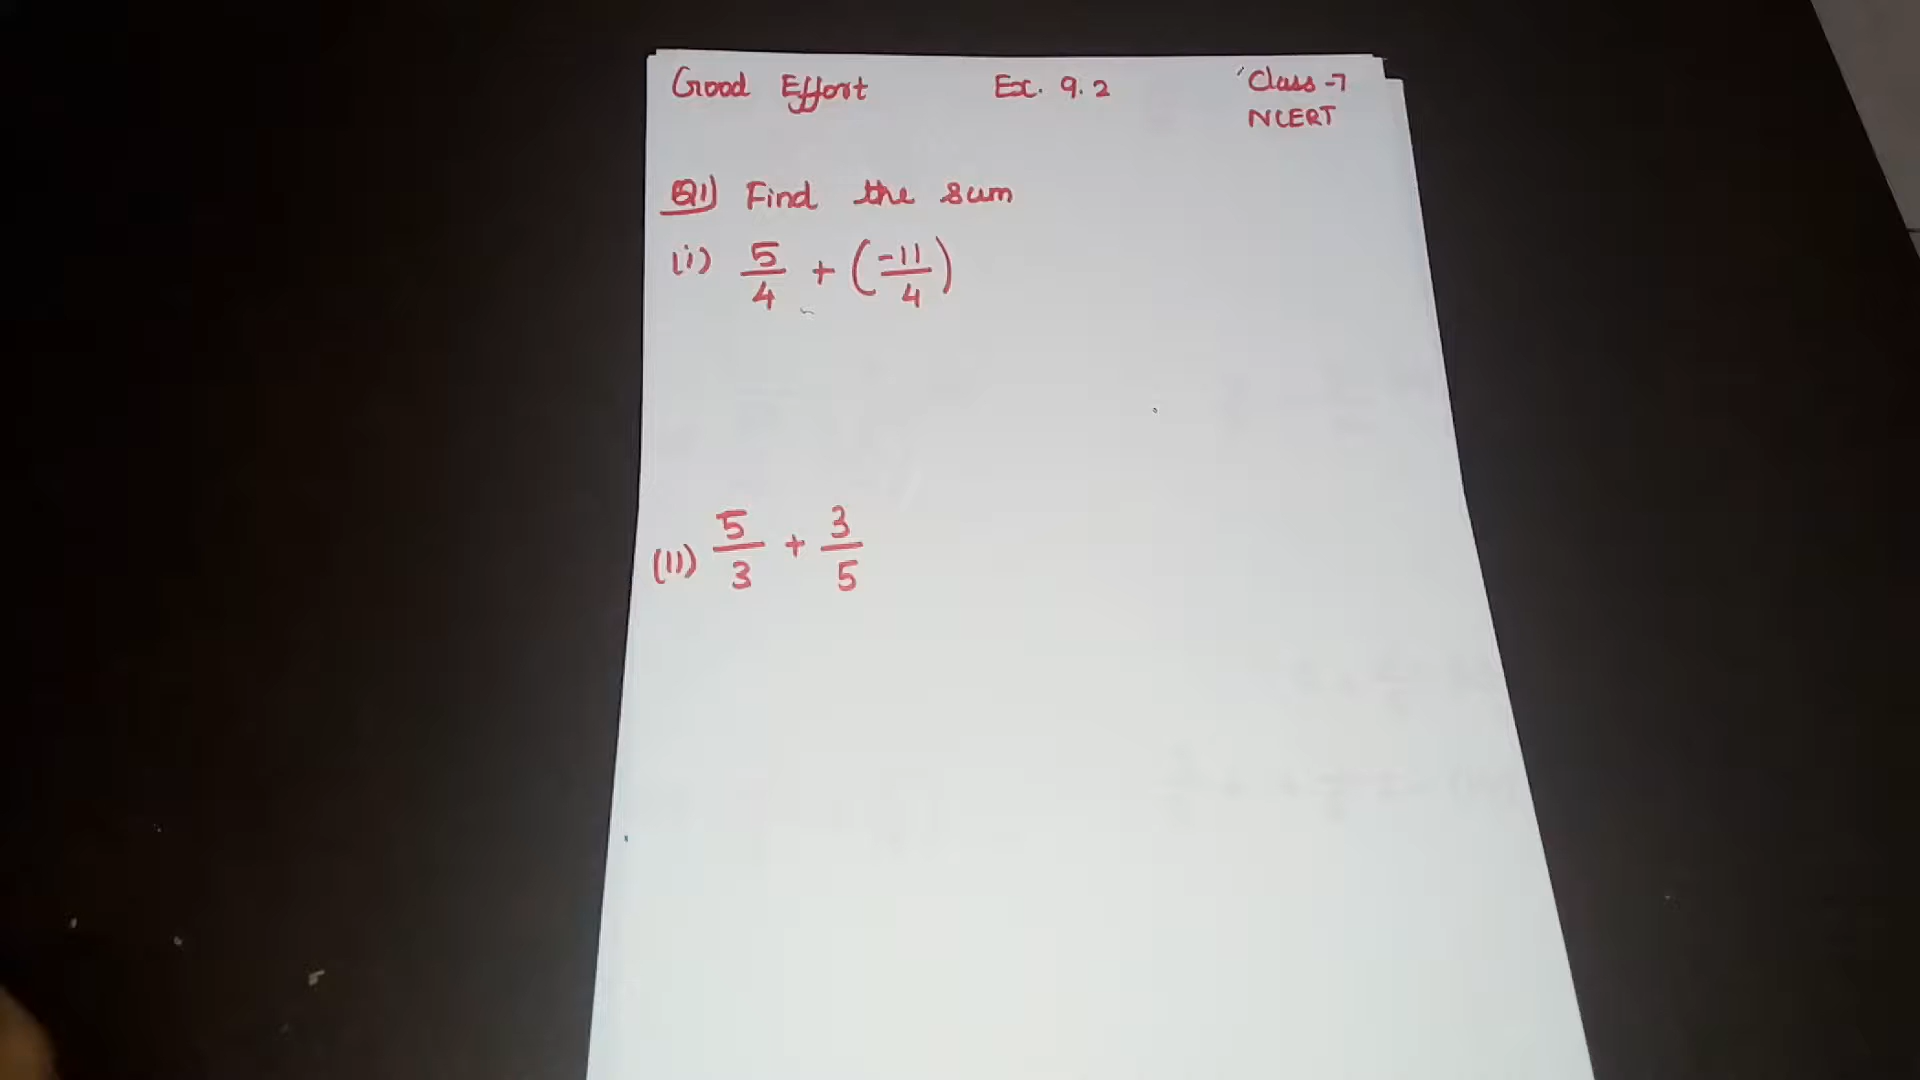 Good Effort Ex. 9.2 Class-7
NCERT
Q1) Find the sum
(i) 5/4 + (-11/4)
(ii) 5/3 + 3/5